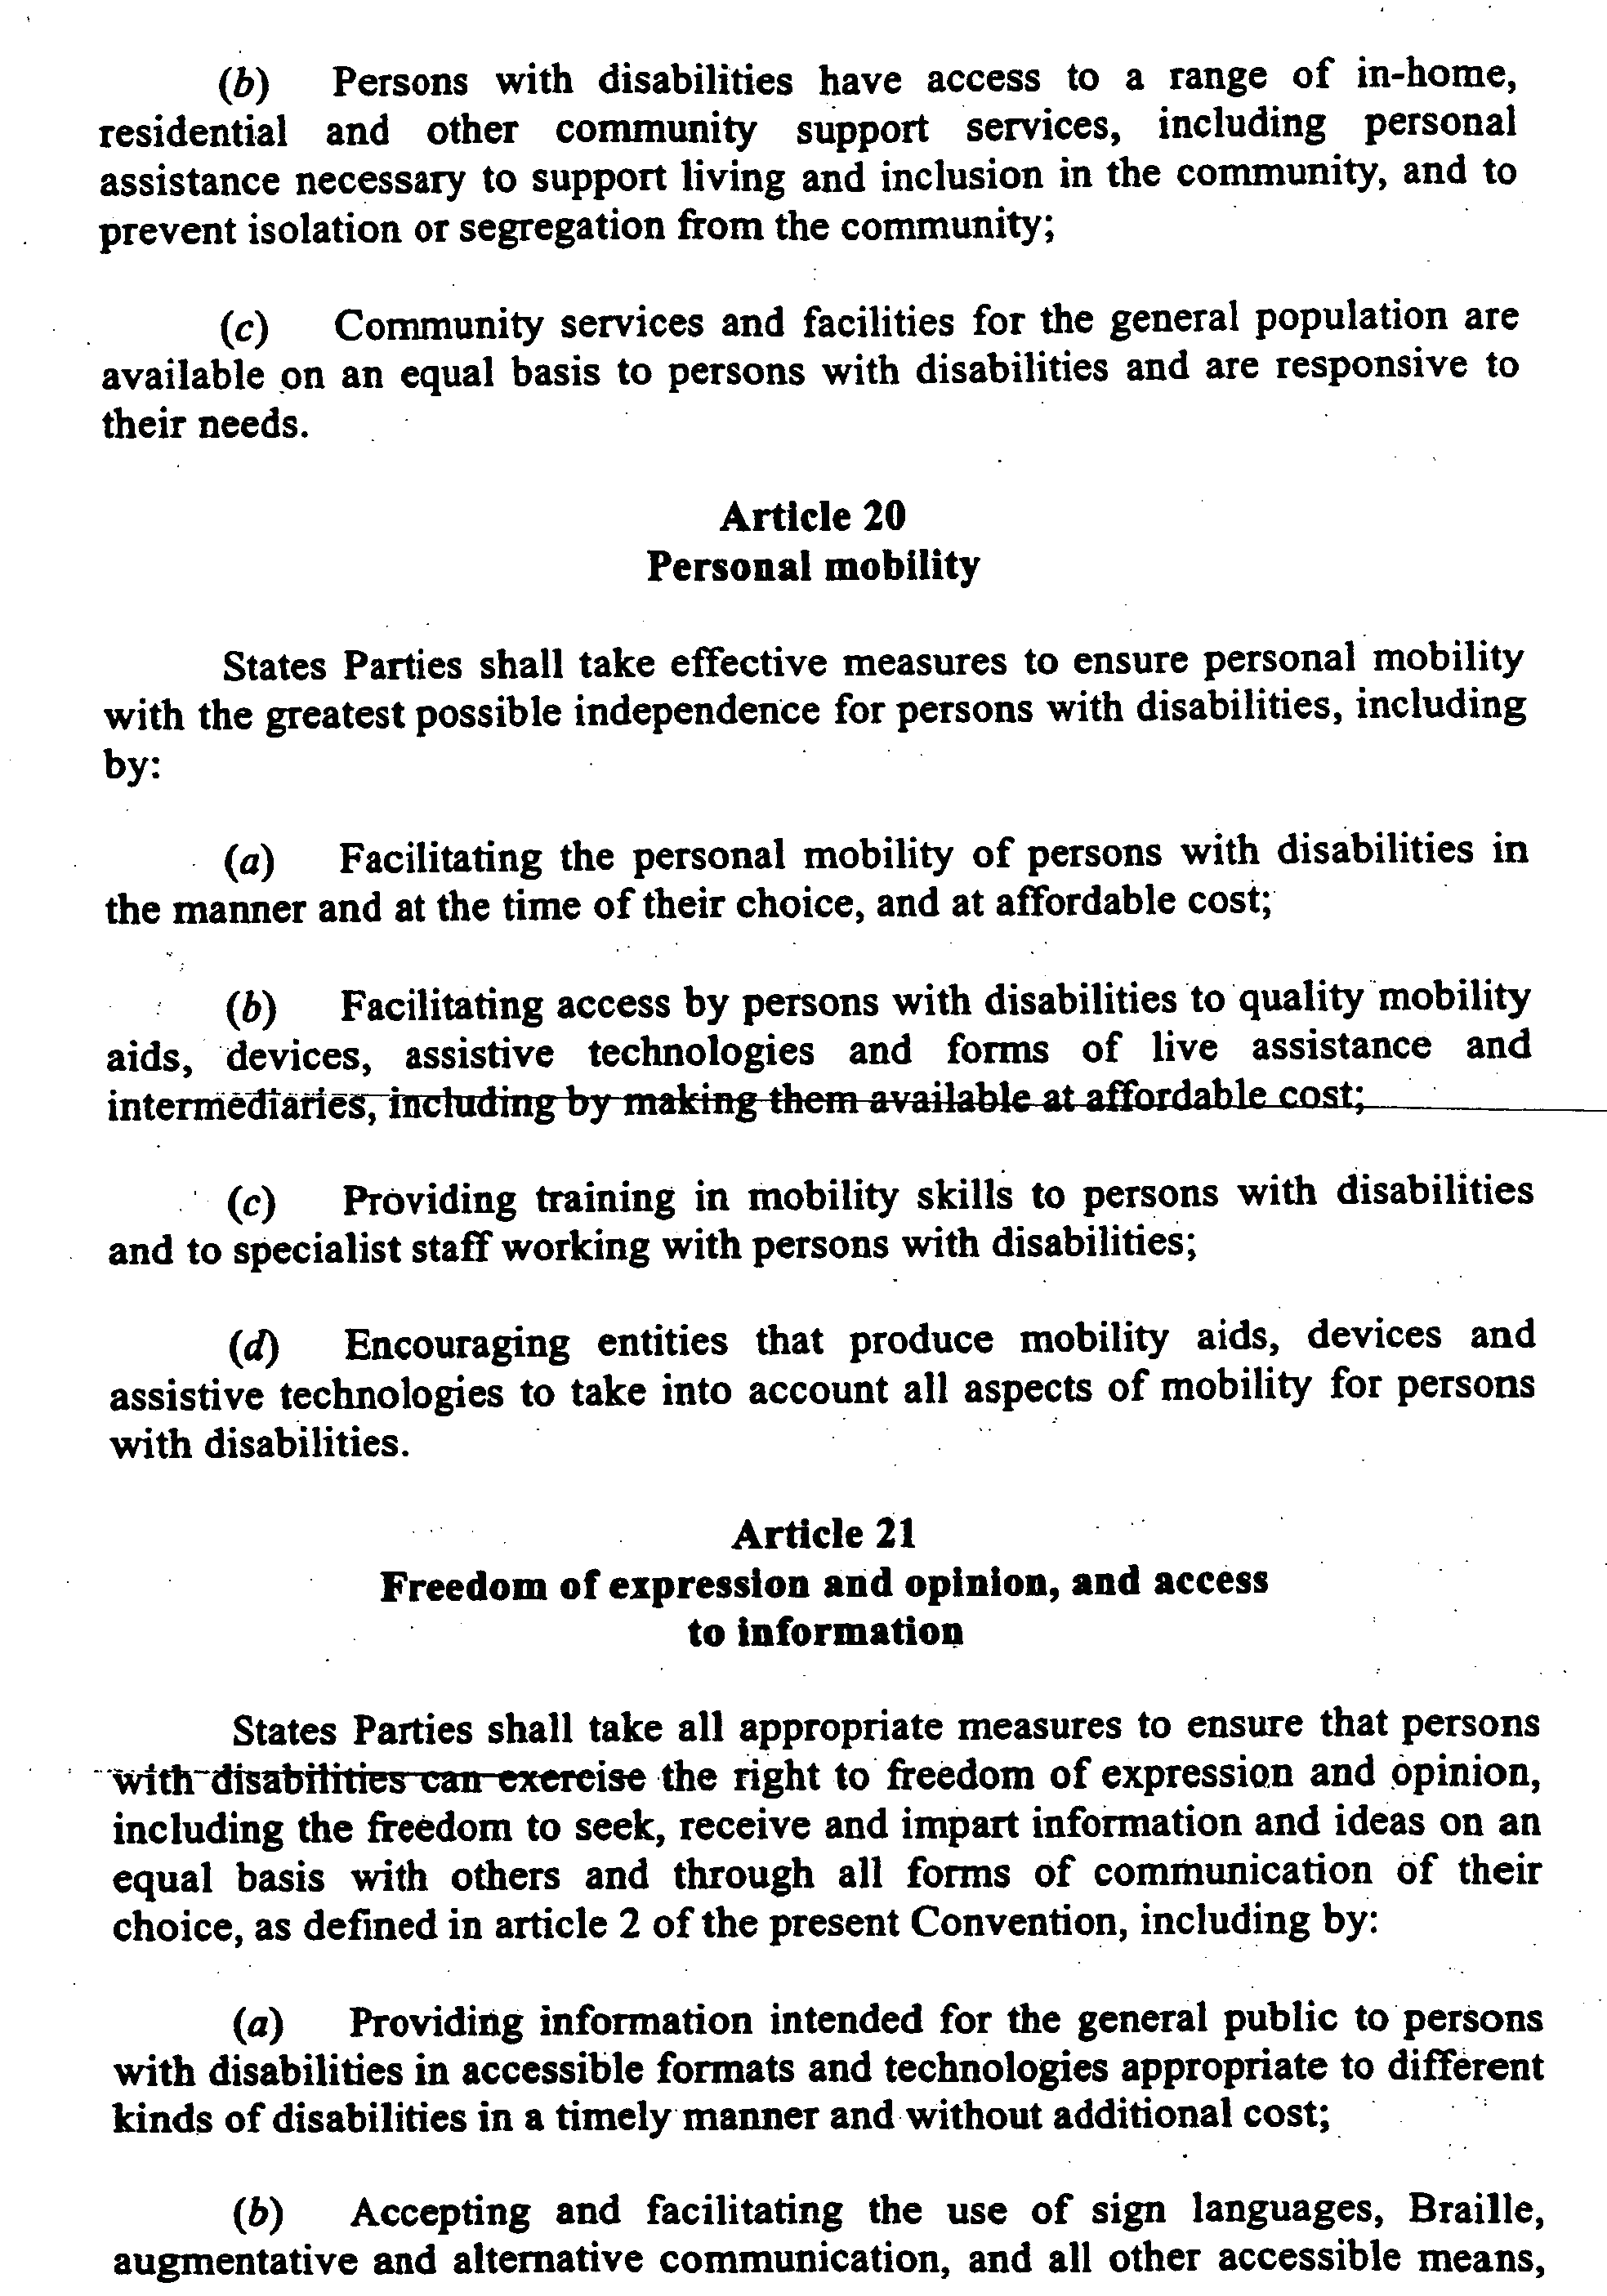 (b) Persons with disabilities have access to a range of in-home,
residential and other community support services, including personal
assistance necessary to support living and inclusion in the community, and to
prevent isolation or segregation from the community;
(c) Community services and facilities for the general population are
available on an equal basis to persons with disabilities and are responsive to
their needs.
Article 20
Personal mobility
States Parties shall take effective measures to ensure personal mobility
with the greatest possible independence for persons with disabilities, including
by:
(a) Facilitating the personal mobility of persons with disabilities in
the manner and at the time of their choice, and at affordable cost;
(b) Facilitating access by persons with disabilities to quality mobility
aids, devices, assistive technologies and forms of live assistance and
intermediaries, including by making them available at affordable cost;
(c) Providing training in mobility skills to persons with disabilities
and to specialist staff working with persons with disabilities;
(d) Encouraging entities that produce mobility aids, devices and
assistive technologies to take into account all aspects of mobility for persons
with disabilities.
Article 21
Freedom of expression and opinion, and access
to information
States Parties shall take all appropriate measures to ensure that persons
with disabilities can exercise the right to freedom of expression and opinion,
including the freedom to seek, receive and impart information and ideas on an
equal basis with others and through all forms of communication of their
choice, as defined in article 2 of the present Convention, including by:
(a) Providing information intended for the general public to persons
with disabilities in accessible formats and technologies appropriate to different
kinds of disabilities in a timely manner and without additional cost;
(b) Accepting and facilitating the use of sign languages, Braille,
augmentative and alternative communication, and all other accessible means,